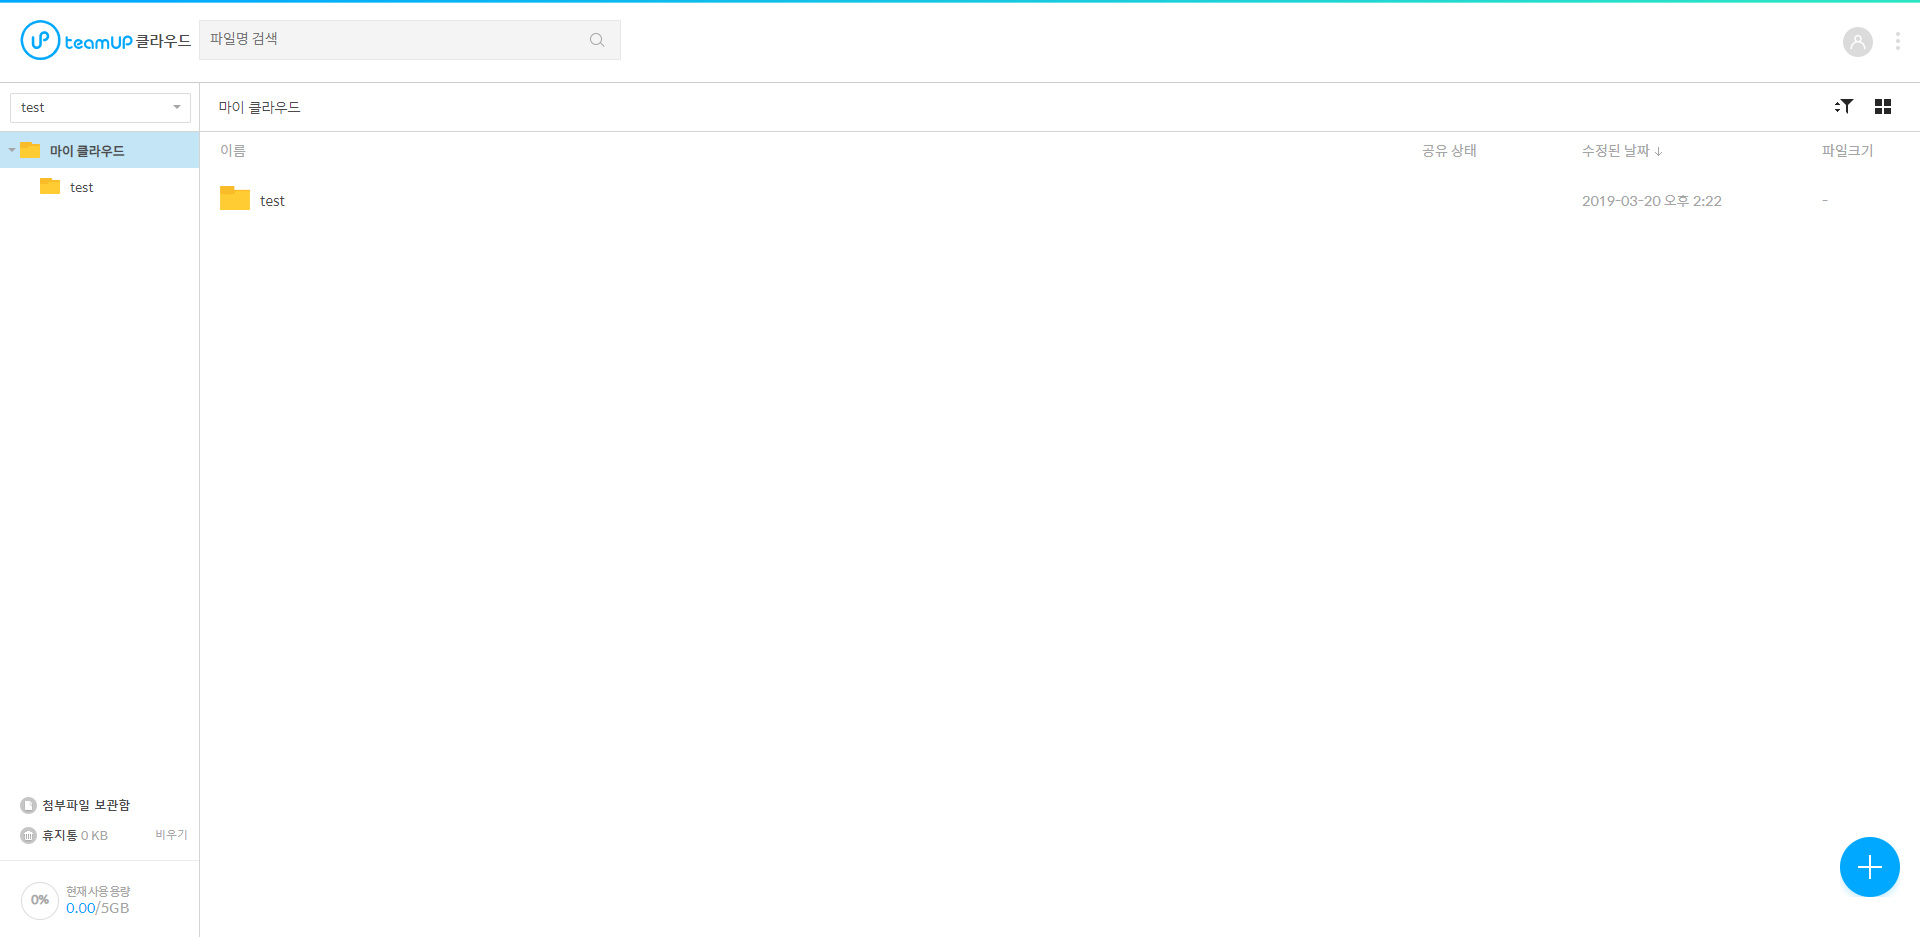 UP teamUP 클라우드
파일명 검색
test
마이 클라우드
마이 클라우드
test
이름
공유 상태
수정된 날짜 ↓
파일크기
test
2019-03-20 오후 2:22
-
첨부파일 보관함
휴지통 0 KB
비우기
0%
현재사용용량
0.00/5GB